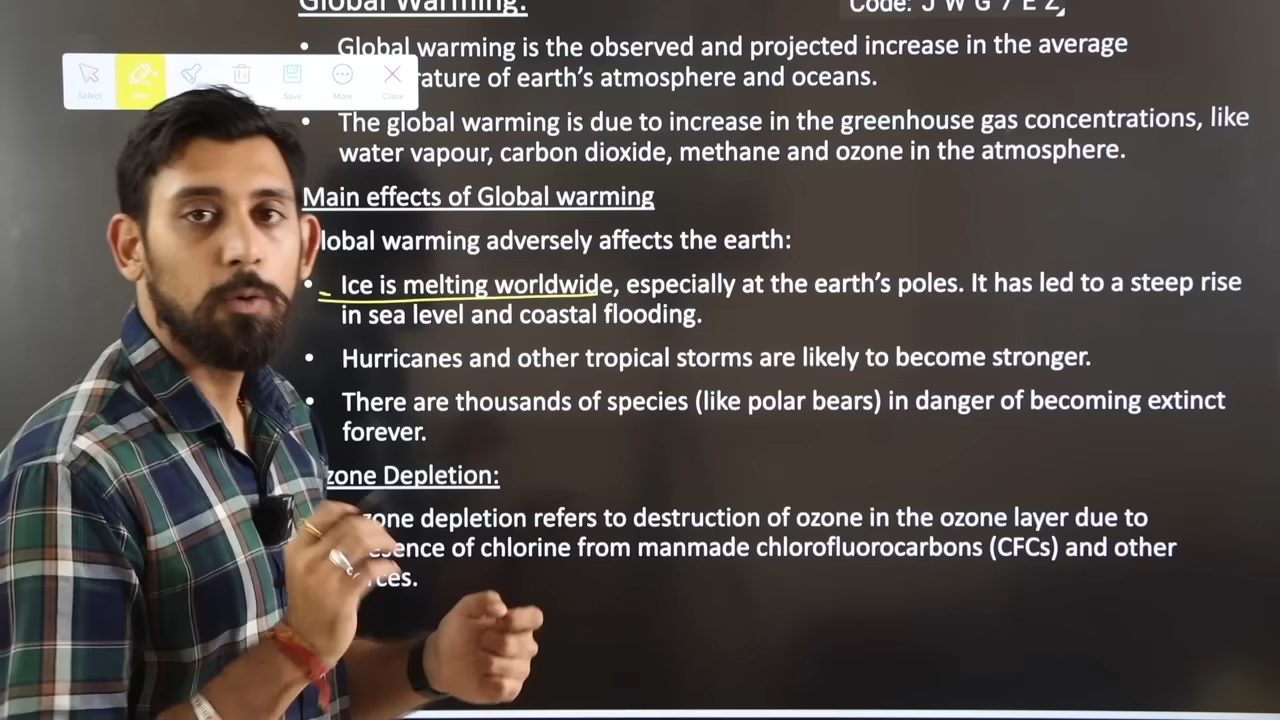 Global Warming:
Code: J W G 7 E Z
• Global warming is the observed and projected increase in the average
rature of earth's atmosphere and oceans.
Select
Save
More
Close
• The global warming is due to increase in the greenhouse gas concentrations, like
water vapour, carbon dioxide, methane and ozone in the atmosphere.
Main effects of Global warming
lobal warming adversely affects the earth:
• Ice is melting worldwide, especially at the earth's poles. It has led to a steep rise
in sea level and coastal flooding.
• Hurricanes and other tropical storms are likely to become stronger.
• There are thousands of species (like polar bears) in danger of becoming extinct
forever.
zone Depletion:
zone depletion refers to destruction of ozone in the ozone layer due to
esence of chlorine from manmade chlorofluorocarbons (CFCs) and other
rces.